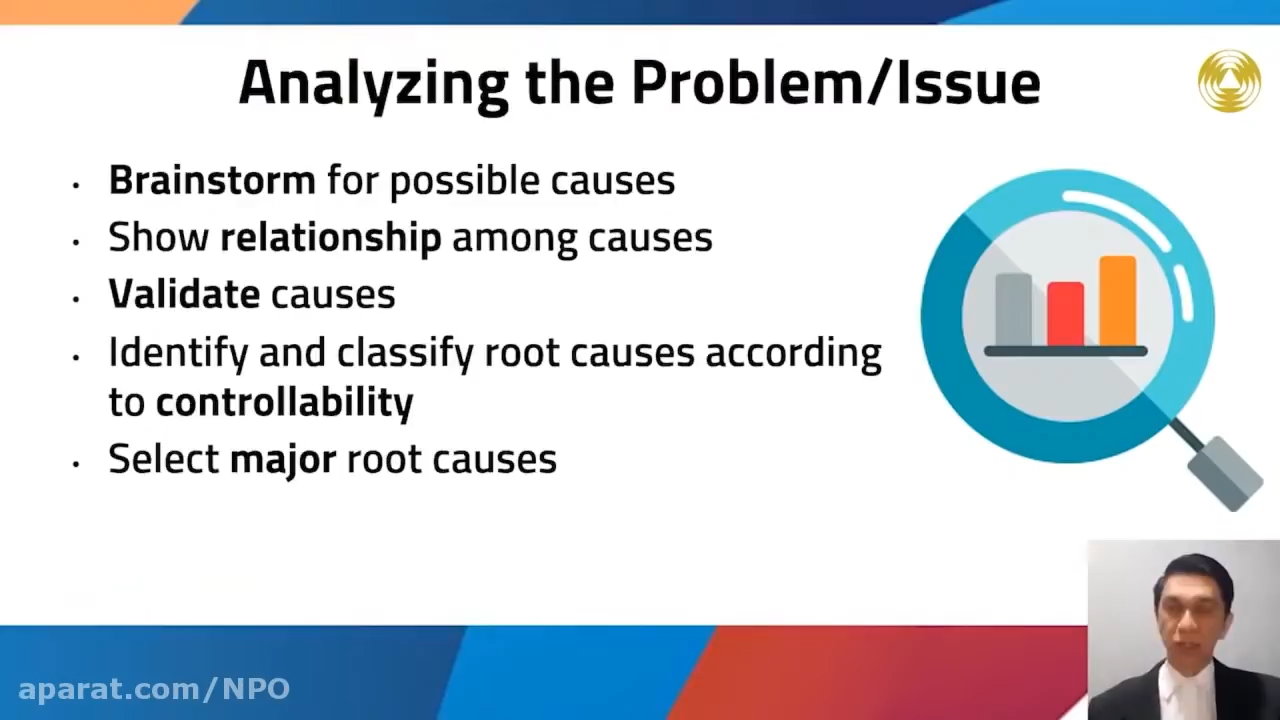 Analyzing the Problem/Issue
• Brainstorm for possible causes
• Show relationship among causes
• Validate causes
• Identify and classify root causes according
to controllability
• Select major root causes
aparat.com/NPO